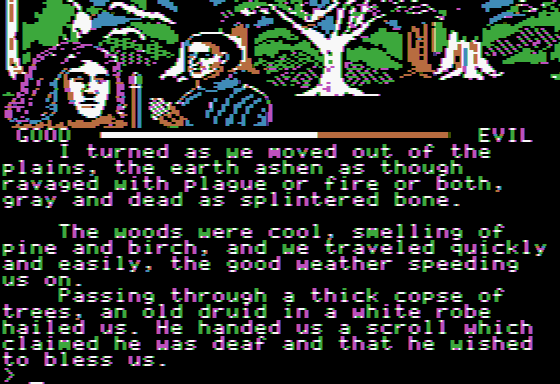 GOOD EVIL
I turned as we moved out of the
plains, the earth ashen as though
ravaged with plague or fire or both,
gray and dead as splintered bone.
The woods were cool, smelling of
pine and birch, and we traveled quickly
and easily, the good weather speeding
us on.
Passing through a thick copse of
trees, an old druid in a white robe
hailed us. He handed us a scroll which
claimed he was deaf and that he wished
to bless us.
>